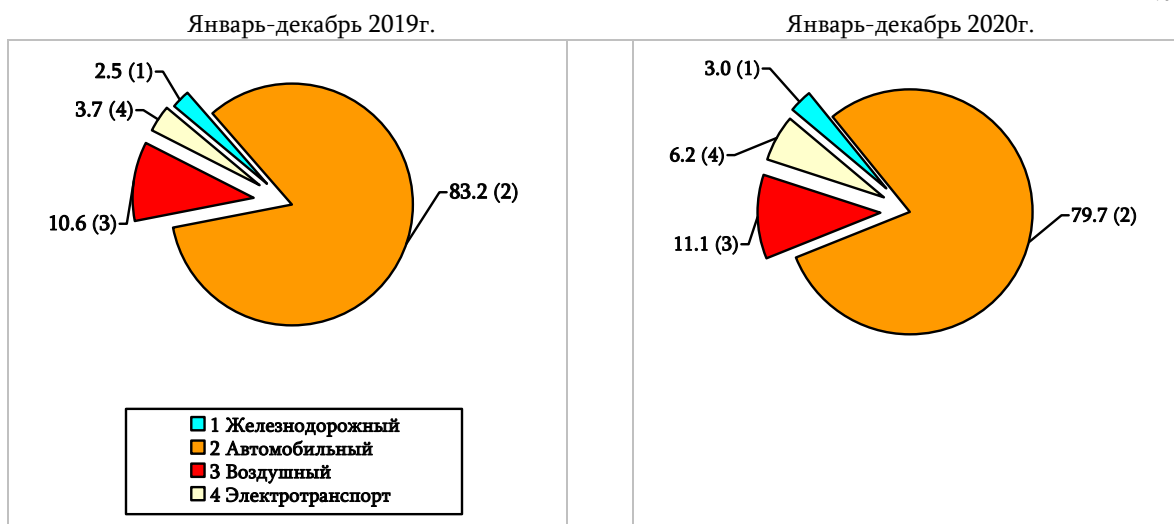 Январь-декабрь 2019г.
Январь-декабрь 2020г.
2.5 (1)
3.7 (4)
10.6 (3)
83.2 (2)
3.0 (1)
6.2 (4)
11.1 (3)
79.7 (2)
1 Железнодорожный
2 Автомобильный
3 Воздушный
4 Электротранспорт